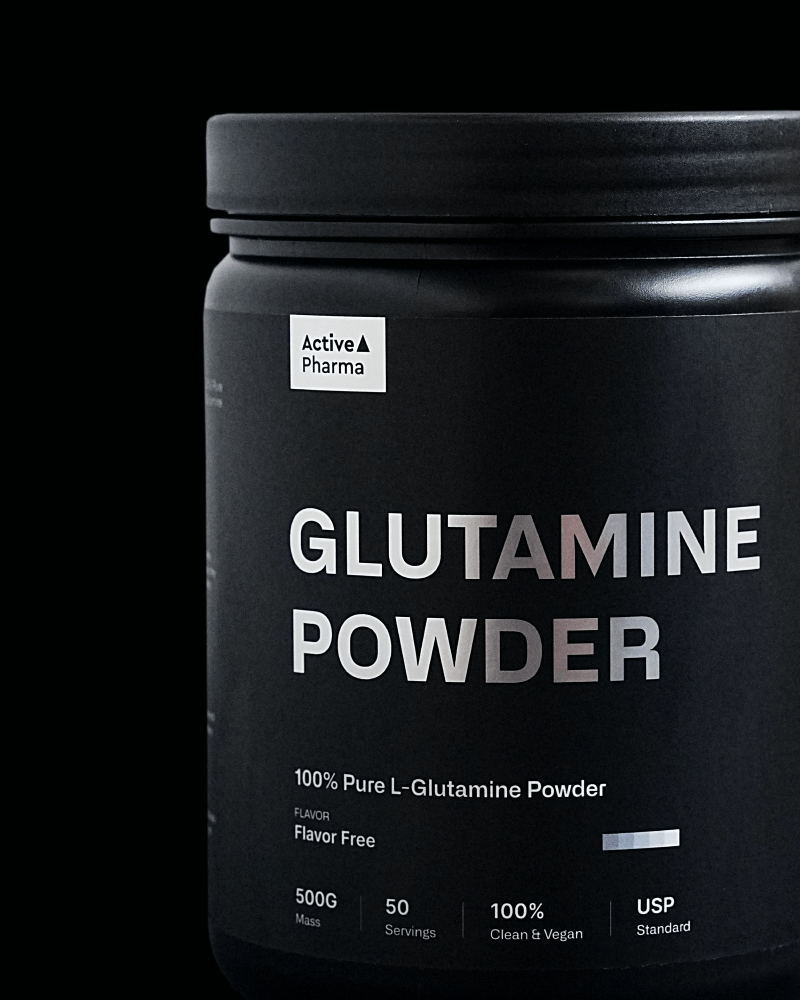 Active▲
Pharma
GLUTAMINE
POWDER
100% Pure L-Glutamine Powder
FLAVOR
Flavor Free
500G
Mass
50
Servings
100%
Clean & Vegan
USP
Standard